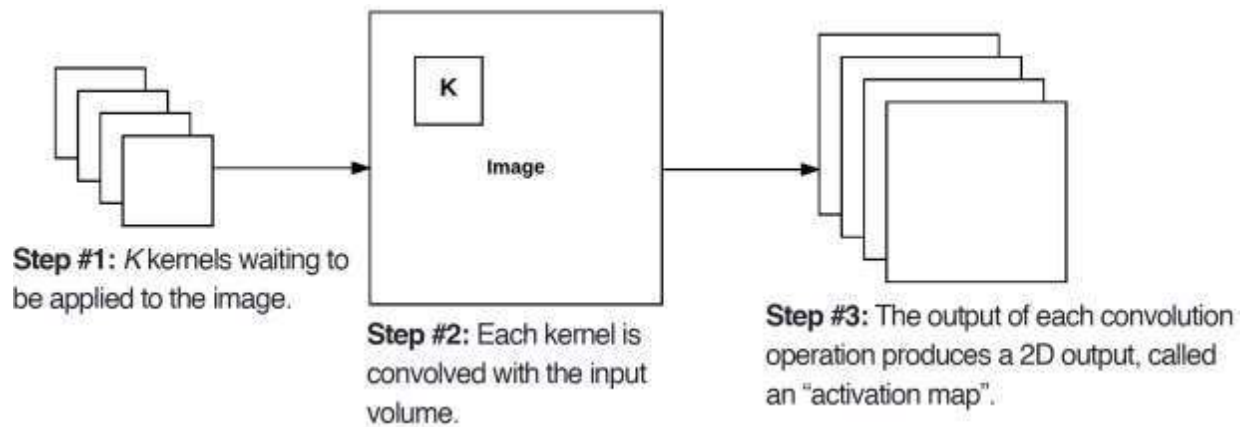 K
Image
Step #1: K kernels waiting to
be applied to the image.
Step #2: Each kernel is
convolved with the input
volume.
Step #3: The output of each convolution
operation produces a 2D output, called
an “activation map”.